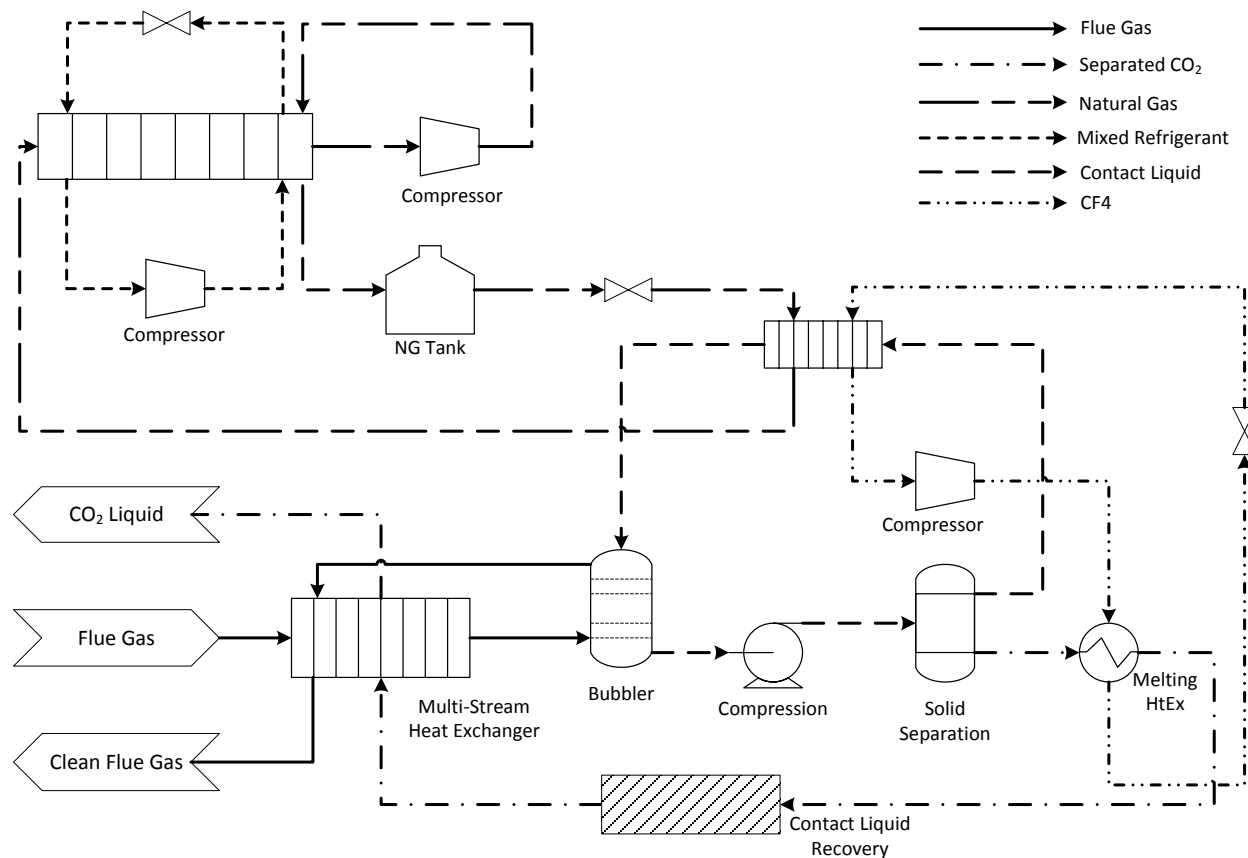 Flue Gas
Separated CO₂
Natural Gas
Mixed Refrigerant
Contact Liquid
CF4
Compressor
Compressor
NG Tank
Compressor
CO₂ Liquid
Flue Gas
Clean Flue Gas
Multi-Stream
Heat Exchanger
Bubbler
Compression
Solid
Separation
Melting
HtEx
Contact Liquid
Recovery